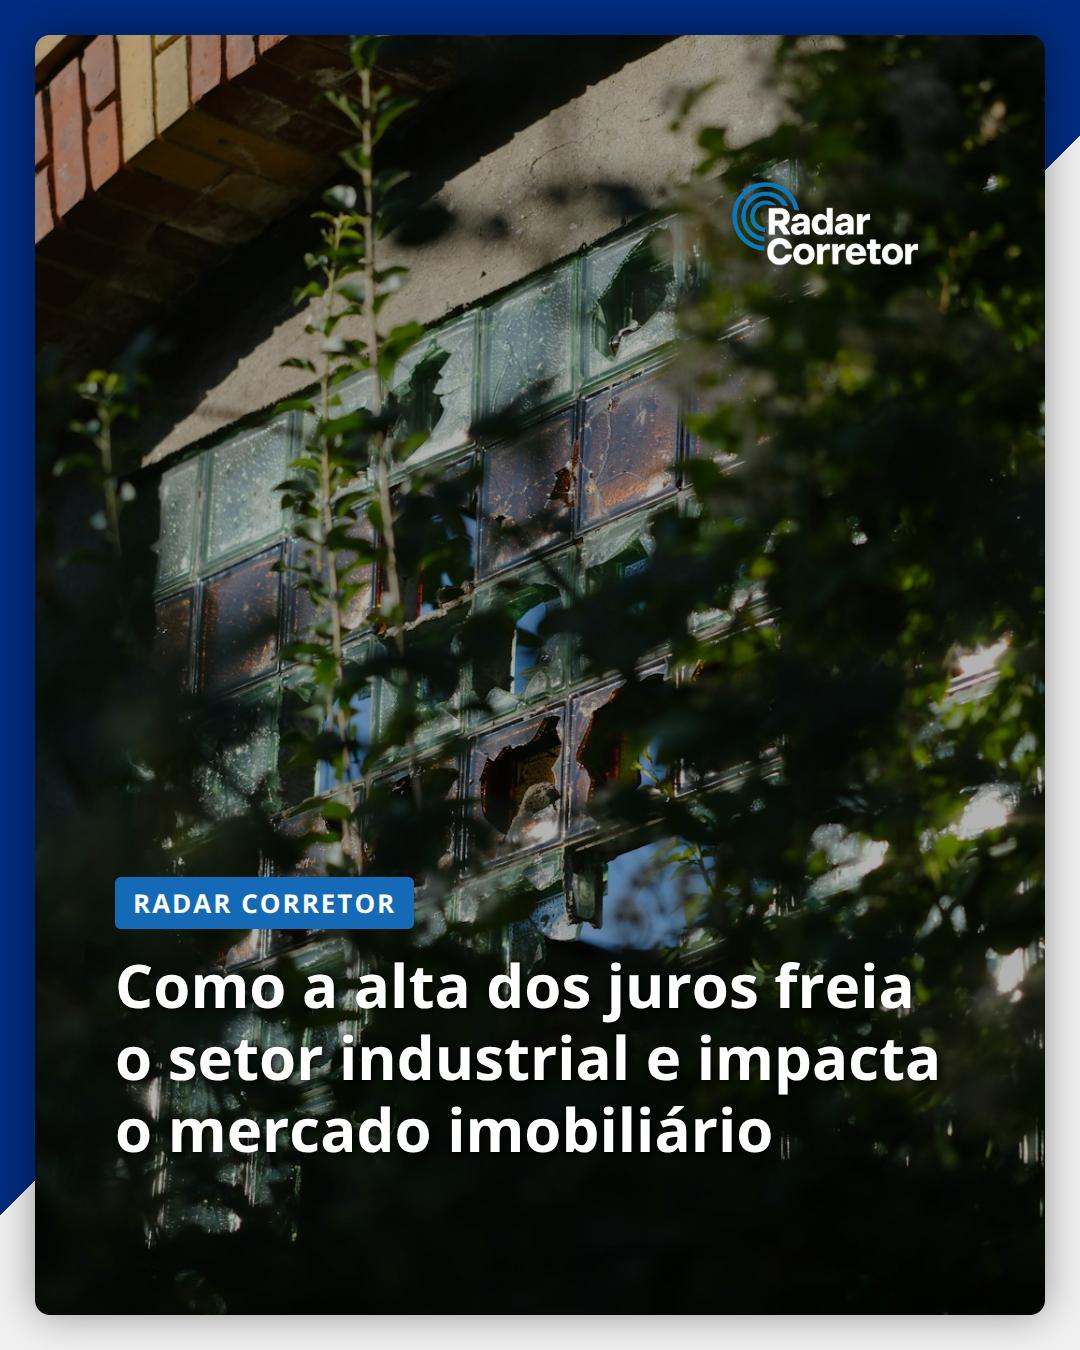 Radar
Corretor
RADAR CORRETOR
Como a alta dos juros freia
o setor industrial e impacta
o mercado imobiliário